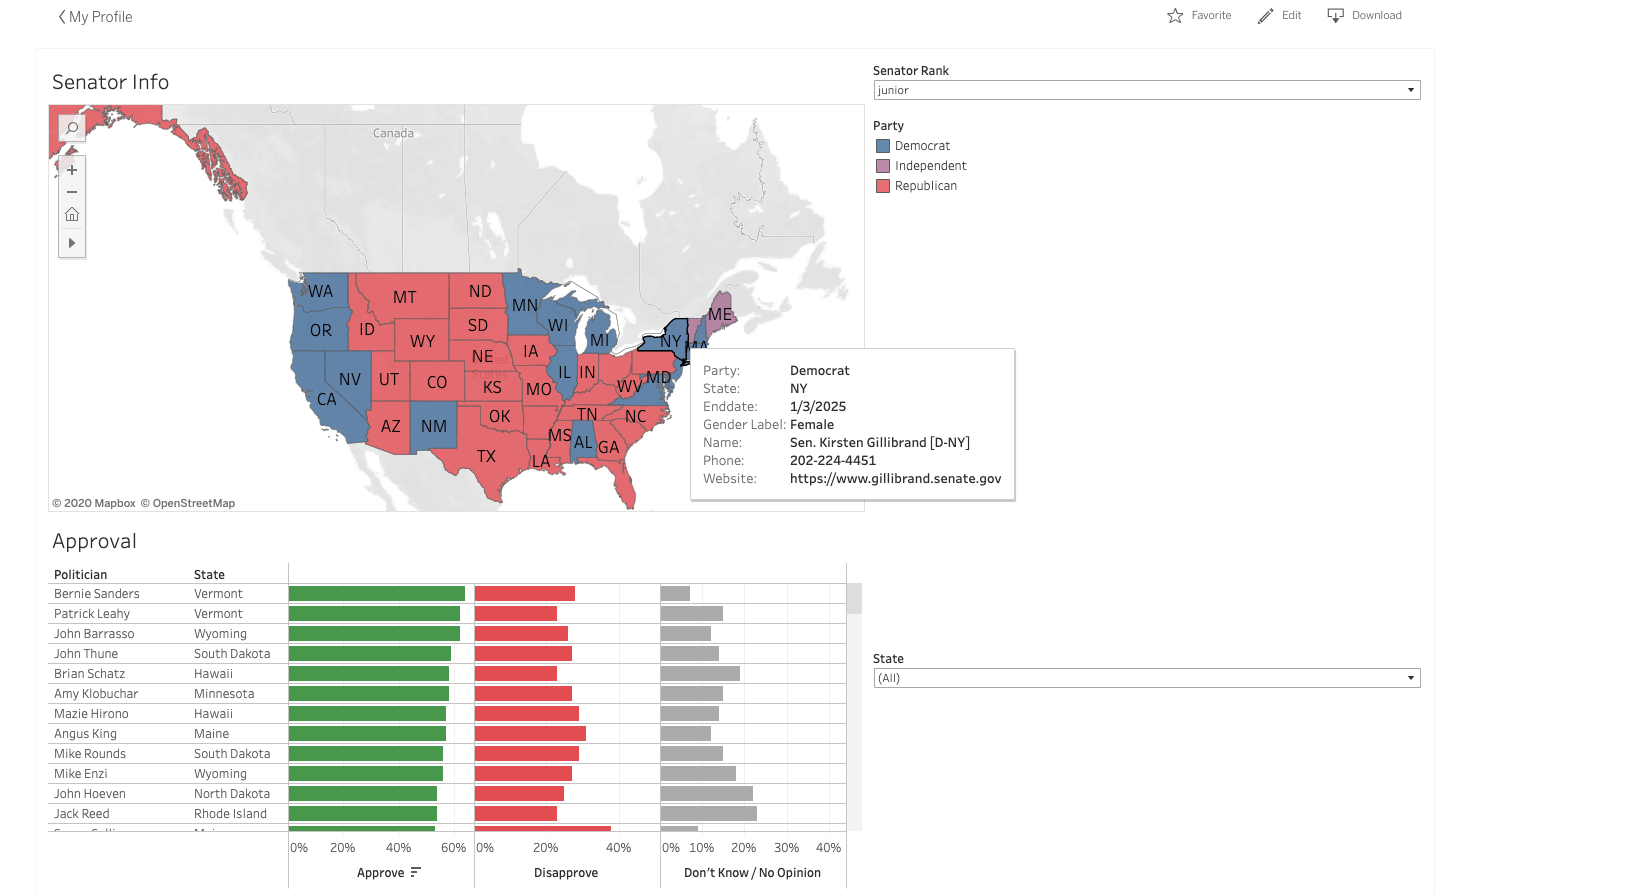 My Profile
Favorite
Edit
Download
Senator Info
Senator Rank
junior
Party
Democrat
Independent
Republican
Canada
WA
MT
ND
MN
ME
OR
ID
SD
WI
MI
NY
MA
WY
NE
IA
United
States
NV
UT
CO
KS
MO
IL
IN
WV
MD
CA
AZ
NM
OK
TN
NC
TX
LA
MS
AL
GA
Party: Democrat
State: NY
Enddate: 1/3/2025
Gender Label: Female
Name: Sen. Kirsten Gillibrand [D-NY]
Phone: 202-224-4451
Website: https://www.gillibrand.senate.gov
© 2020 Mapbox © OpenStreetMap
Approval
Politician State
Bernie Sanders Vermont
Patrick Leahy Vermont
John Barrasso Wyoming
John Thune South Dakota
Brian Schatz Hawaii
Amy Klobuchar Minnesota
Mazie Hirono Hawaii
Angus King Maine
Mike Rounds South Dakota
Mike Enzi Wyoming
John Hoeven North Dakota
Jack Reed Rhode Island
0% 20% 40% 60% 0% 20% 40% 0% 10% 20% 30% 40%
Approve Disapprove Don't Know / No Opinion
State
(All)